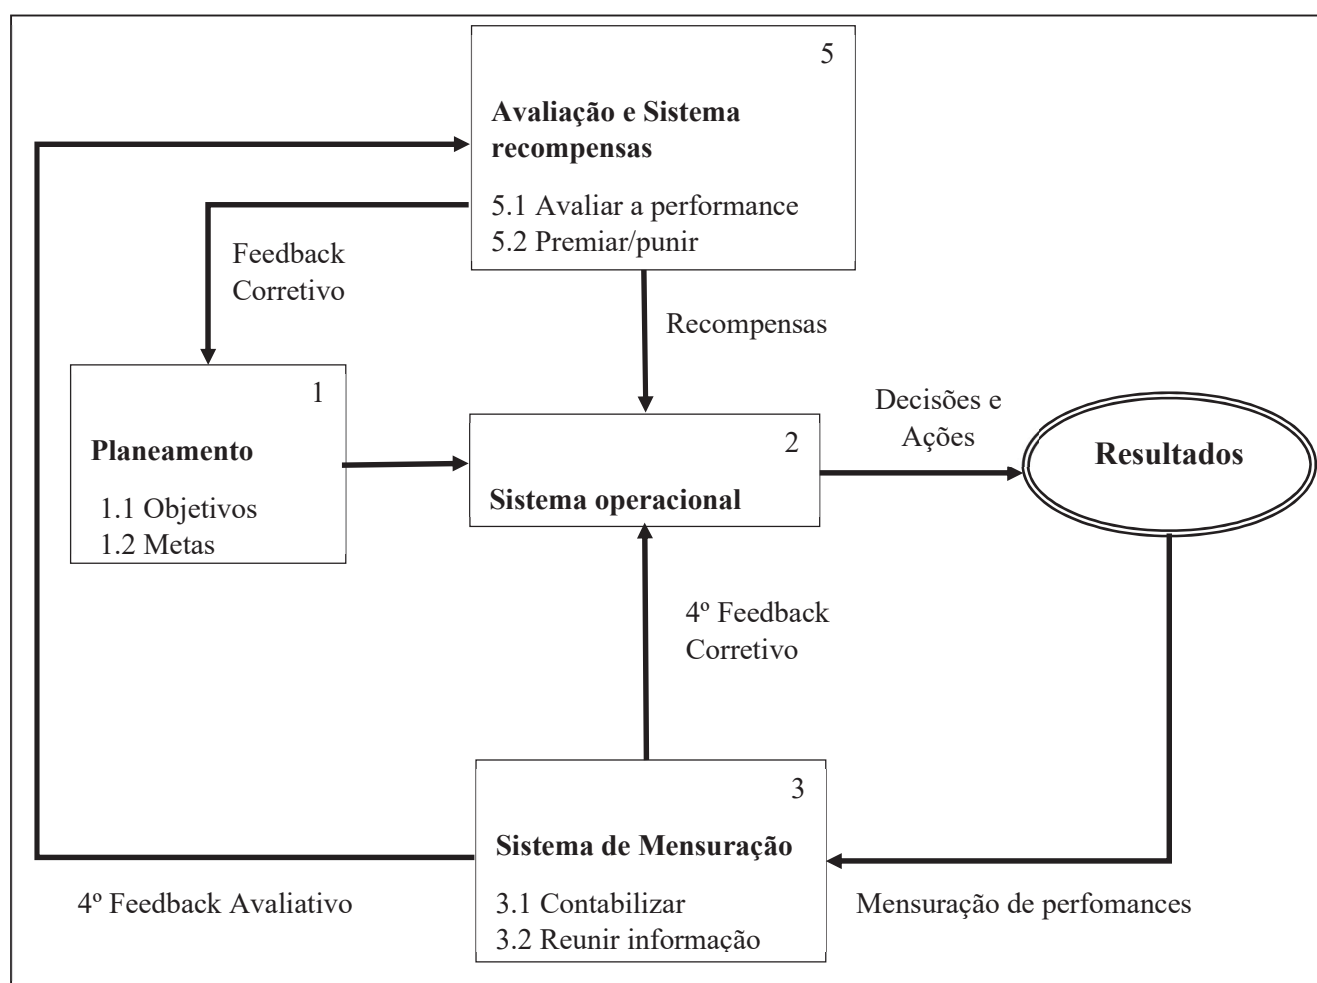 5
Avaliação e Sistema
recompensas
5.1 Avaliar a performance
5.2 Premiar/punir
Feedback
Corretivo
Recompensas
1
Planeamento
1.1 Objetivos
1.2 Metas
2
Sistema operacional
Decisões e
Ações
Resultados
4º Feedback
Corretivo
3
Sistema de Mensuração
3.1 Contabilizar
3.2 Reunir informação
4º Feedback Avaliativo
Mensuração de perfomances